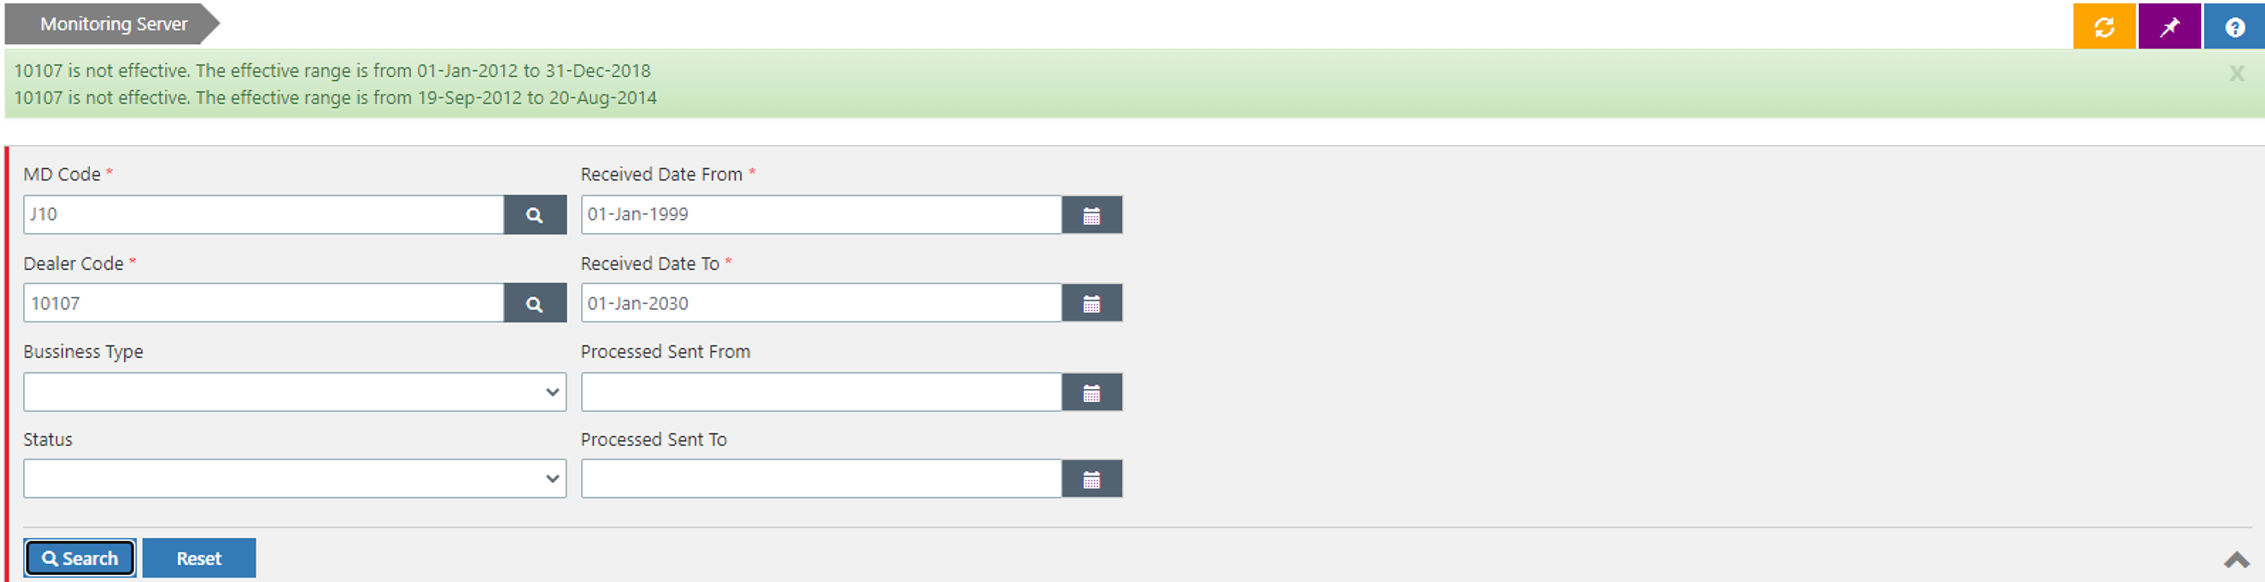 Monitoring Server
10107 is not effective. The effective range is from 01-Jan-2012 to 31-Dec-2018
X
10107 is not effective. The effective range is from 19-Sep-2012 to 20-Aug-2014
MD Code *
Received Date From *
J10
01-Jan-1999
Dealer Code *
Received Date To *
10107
01-Jan-2030
Bussiness Type
Processed Sent From
Status
Processed Sent To
Search
Reset